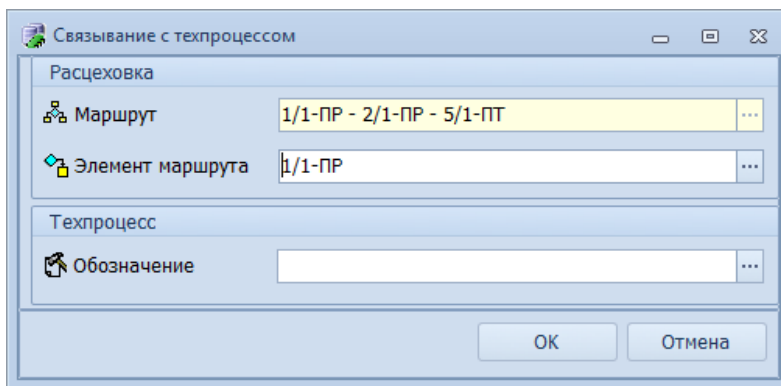 Связывание с техпроцессом
Расцеховка
Маршрут 1/1-ПР - 2/1-ПР - 5/1-ПТ ...
Элемент маршрута 1/1-ПР ...
Техпроцесс
Обозначение ...
ОК Отмена